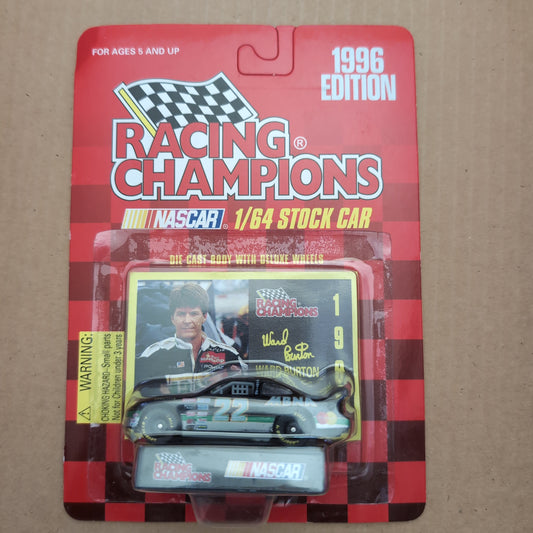 FOR AGES 5 AND UP
1996
EDITION
RACING®
CHAMPIONS
NASCAR® 1/64 STOCK CAR
DIE CAST BODY WITH DELUXE WHEELS
RACING
CHAMPIONS
19
Ward
Burton
WARD BURTON
WARNING:
CHOKING HAZARD–Small parts
Not for Children under 3 years
22
MBNA
RACING
CHAMPIONS
NASCAR